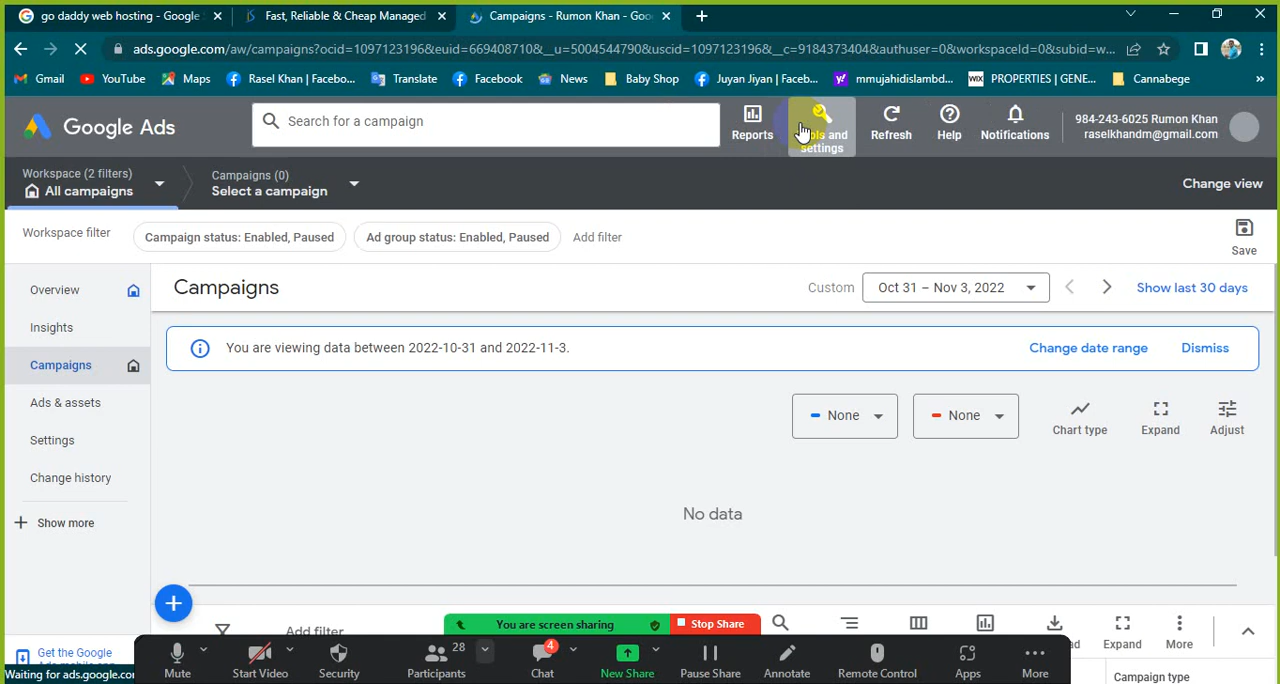 go daddy web hosting - Google
Fast, Reliable & Cheap Managed
Campaigns - Rumon Khan - Goo
ads.google.com/aw/campaigns?ocid=1097123196&euid=669408710&__u=5004544790&uscid=1097123196&__c=9184373404&authuser=0&workspaceId=0&subid=w...
Gmail
YouTube
Maps
Rasel Khan | Facebo...
Translate
Facebook
News
Baby Shop
Juyan Jiyan | Faceb...
mmujahidislambd...
WIX
PROPERTIES | GENE...
Cannabege
»
Google Ads
Search for a campaign
Reports
settings
Refresh
Help
Notifications
984-243-6025 Rumon Khan
raselkhandm@gmail.com
Workspace (2 filters)
All campaigns
Campaigns (0)
Select a campaign
Change view
Workspace filter
Campaign status: Enabled, Paused
Ad group status: Enabled, Paused
Add filter
Save
Overview
Insights
Campaigns
Ads & assets
Settings
Change history
Show more
Campaigns
Custom
Oct 31 – Nov 3, 2022
Show last 30 days
You are viewing data between 2022-10-31 and 2022-11-3.
Change date range
Dismiss
None
None
Chart type
Expand
Adjust
No data
Add filter
You are screen sharing
Stop Share
Expand
More
Get the Google
Waiting for ads.google.com
Mute
Start Video
Security
28
Participants
4
Chat
New Share
Pause Share
Annotate
Remote Control
Apps
More
Campaign type